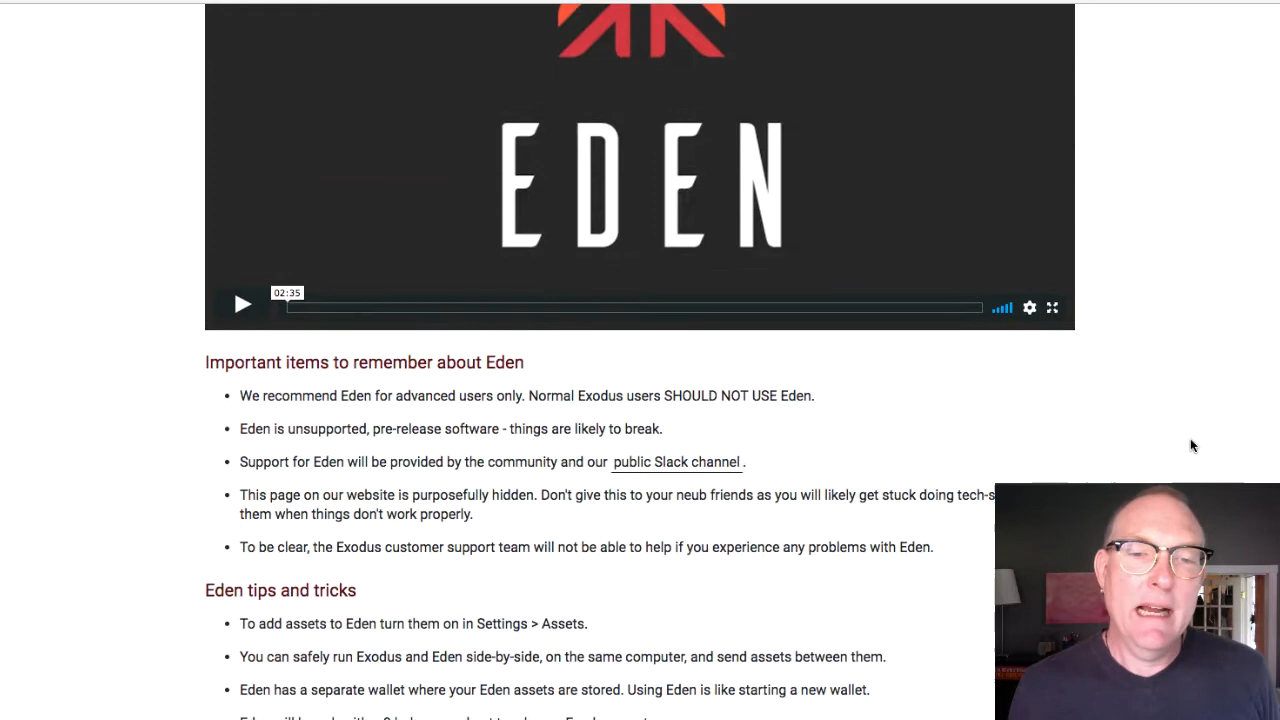 EDEN
02:35
Important items to remember about Eden
We recommend Eden for advanced users only. Normal Exodus users SHOULD NOT USE Eden.
Eden is unsupported, pre-release software - things are likely to break.
Support for Eden will be provided by the community and our public Slack channel .
This page on our website is purposefully hidden. Don't give this to your neub friends as you will likely get stuck doing tech-s
them when things don't work properly.
To be clear, the Exodus customer support team will not be able to help if you experience any problems with Eden.
Eden tips and tricks
To add assets to Eden turn them on in Settings > Assets.
You can safely run Exodus and Eden side-by-side, on the same computer, and send assets between them.
Eden has a separate wallet where your Eden assets are stored. Using Eden is like starting a new wallet.